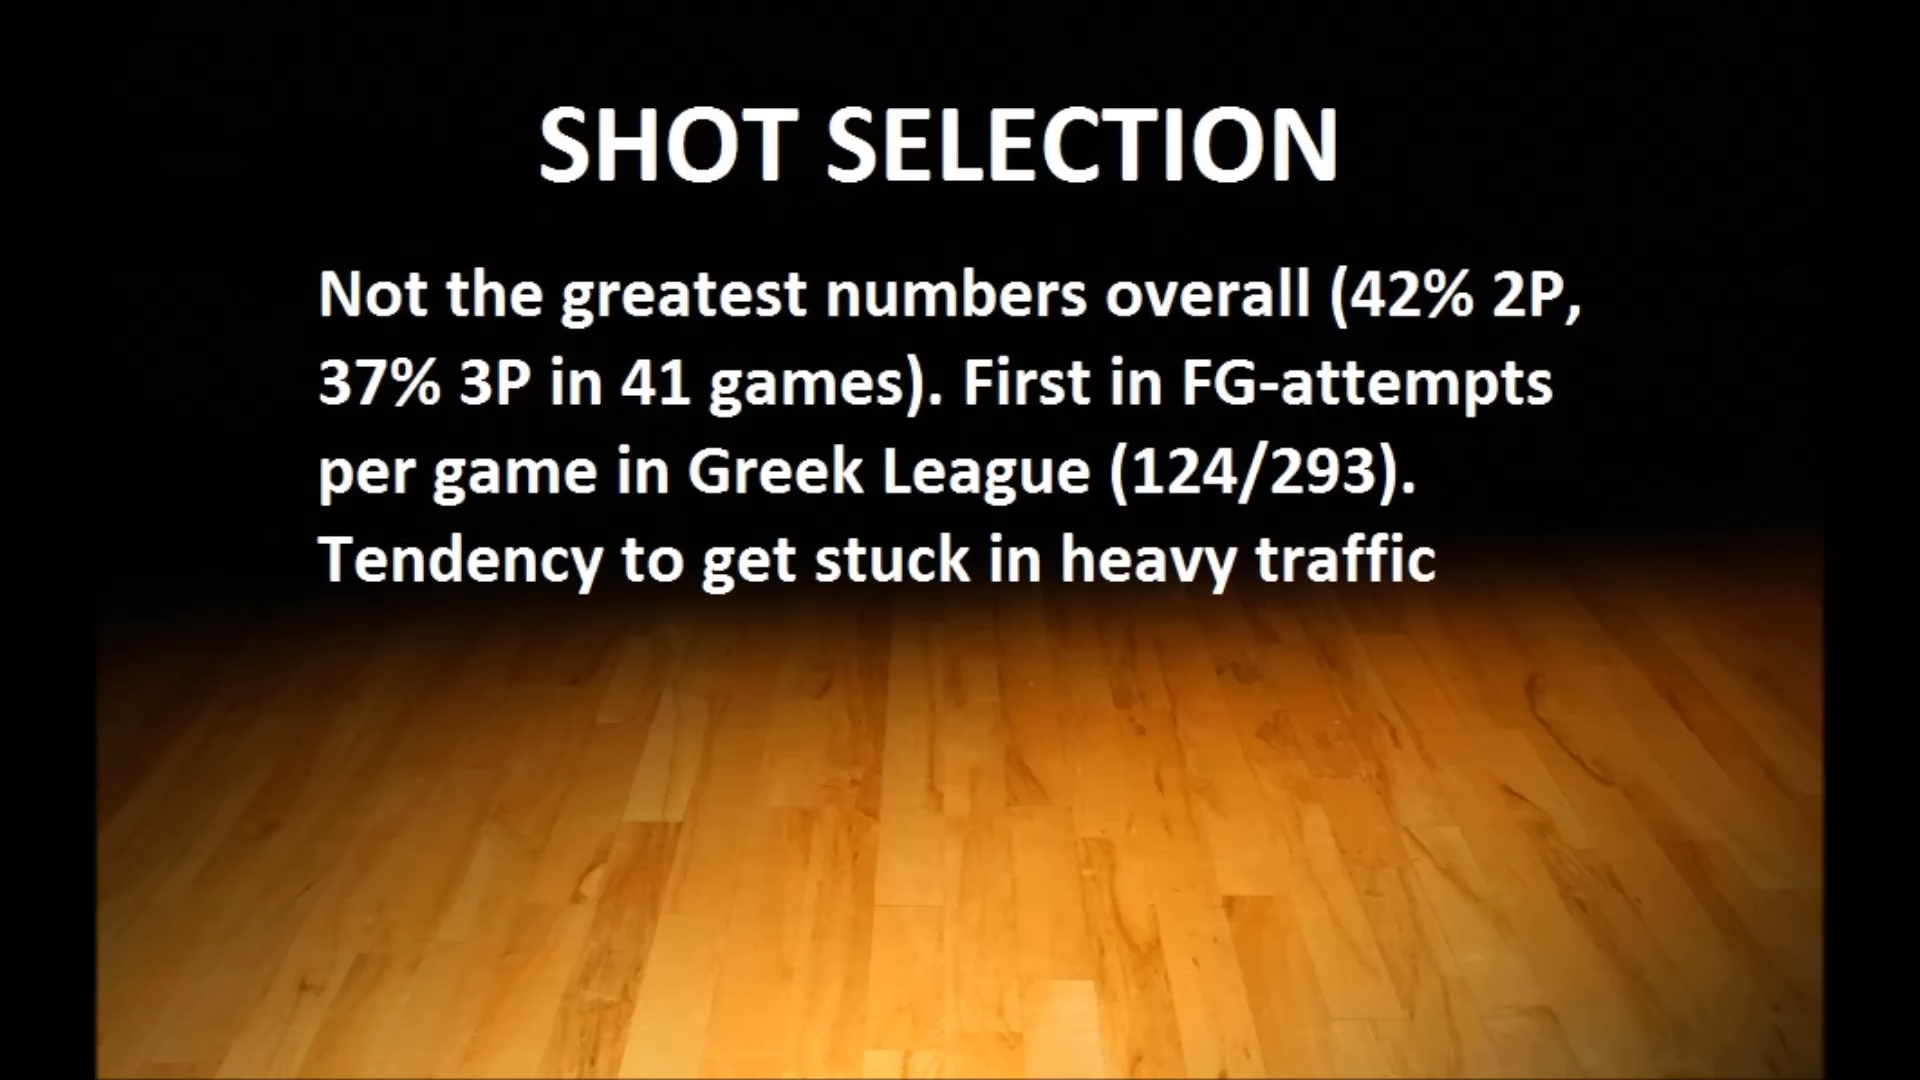 SHOT SELECTION
Not the greatest numbers overall (42% 2P,
37% 3P in 41 games). First in FG-attempts
per game in Greek League (124/293).
Tendency to get stuck in heavy traffic